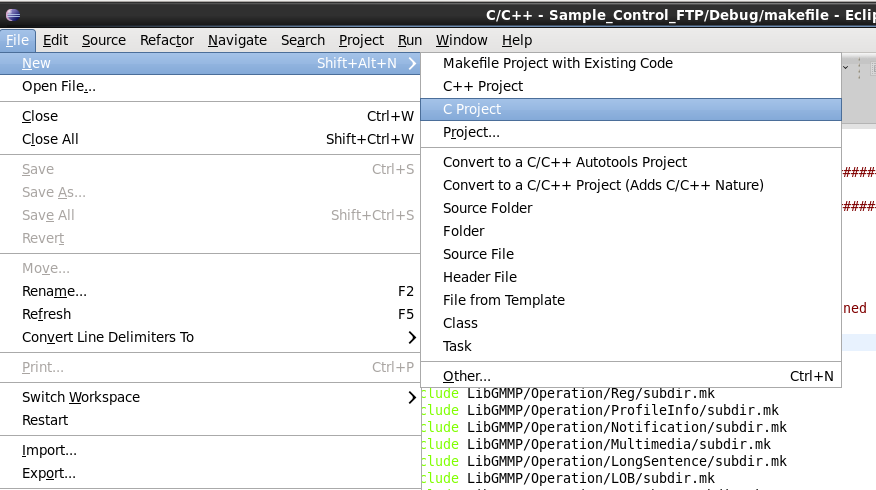 C/C++ - Sample_Control_FTP/Debug/makefile - Eclip
File Edit Source Refactor Navigate Search Project Run Window Help
New Shift+Alt+N
Open File...
Close Ctrl+W
Close All Shift+Ctrl+W
Save Ctrl+S
Save As...
Save All Shift+Ctrl+S
Revert
Move...
Rename... F2
Refresh F5
Convert Line Delimiters To
Print... Ctrl+P
Switch Workspace
Restart
Import...
Export...
Makefile Project with Existing Code
C++ Project
C Project
Project...
Convert to a C/C++ Autotools Project
Convert to a C/C++ Project (Adds C/C++ Nature)
Source Folder
Folder
Source File
Header File
File from Template
Class
Task
Other... Ctrl+N
####
####
ned
clude LibGMMP/Operation/Reg/subdir.mk
clude LibGMMP/Operation/ProfileInfo/subdir.mk
clude LibGMMP/Operation/Notification/subdir.mk
clude LibGMMP/Operation/Multimedia/subdir.mk
clude LibGMMP/Operation/LongSentence/subdir.mk
clude LibGMMP/Operation/LOB/subdir.mk